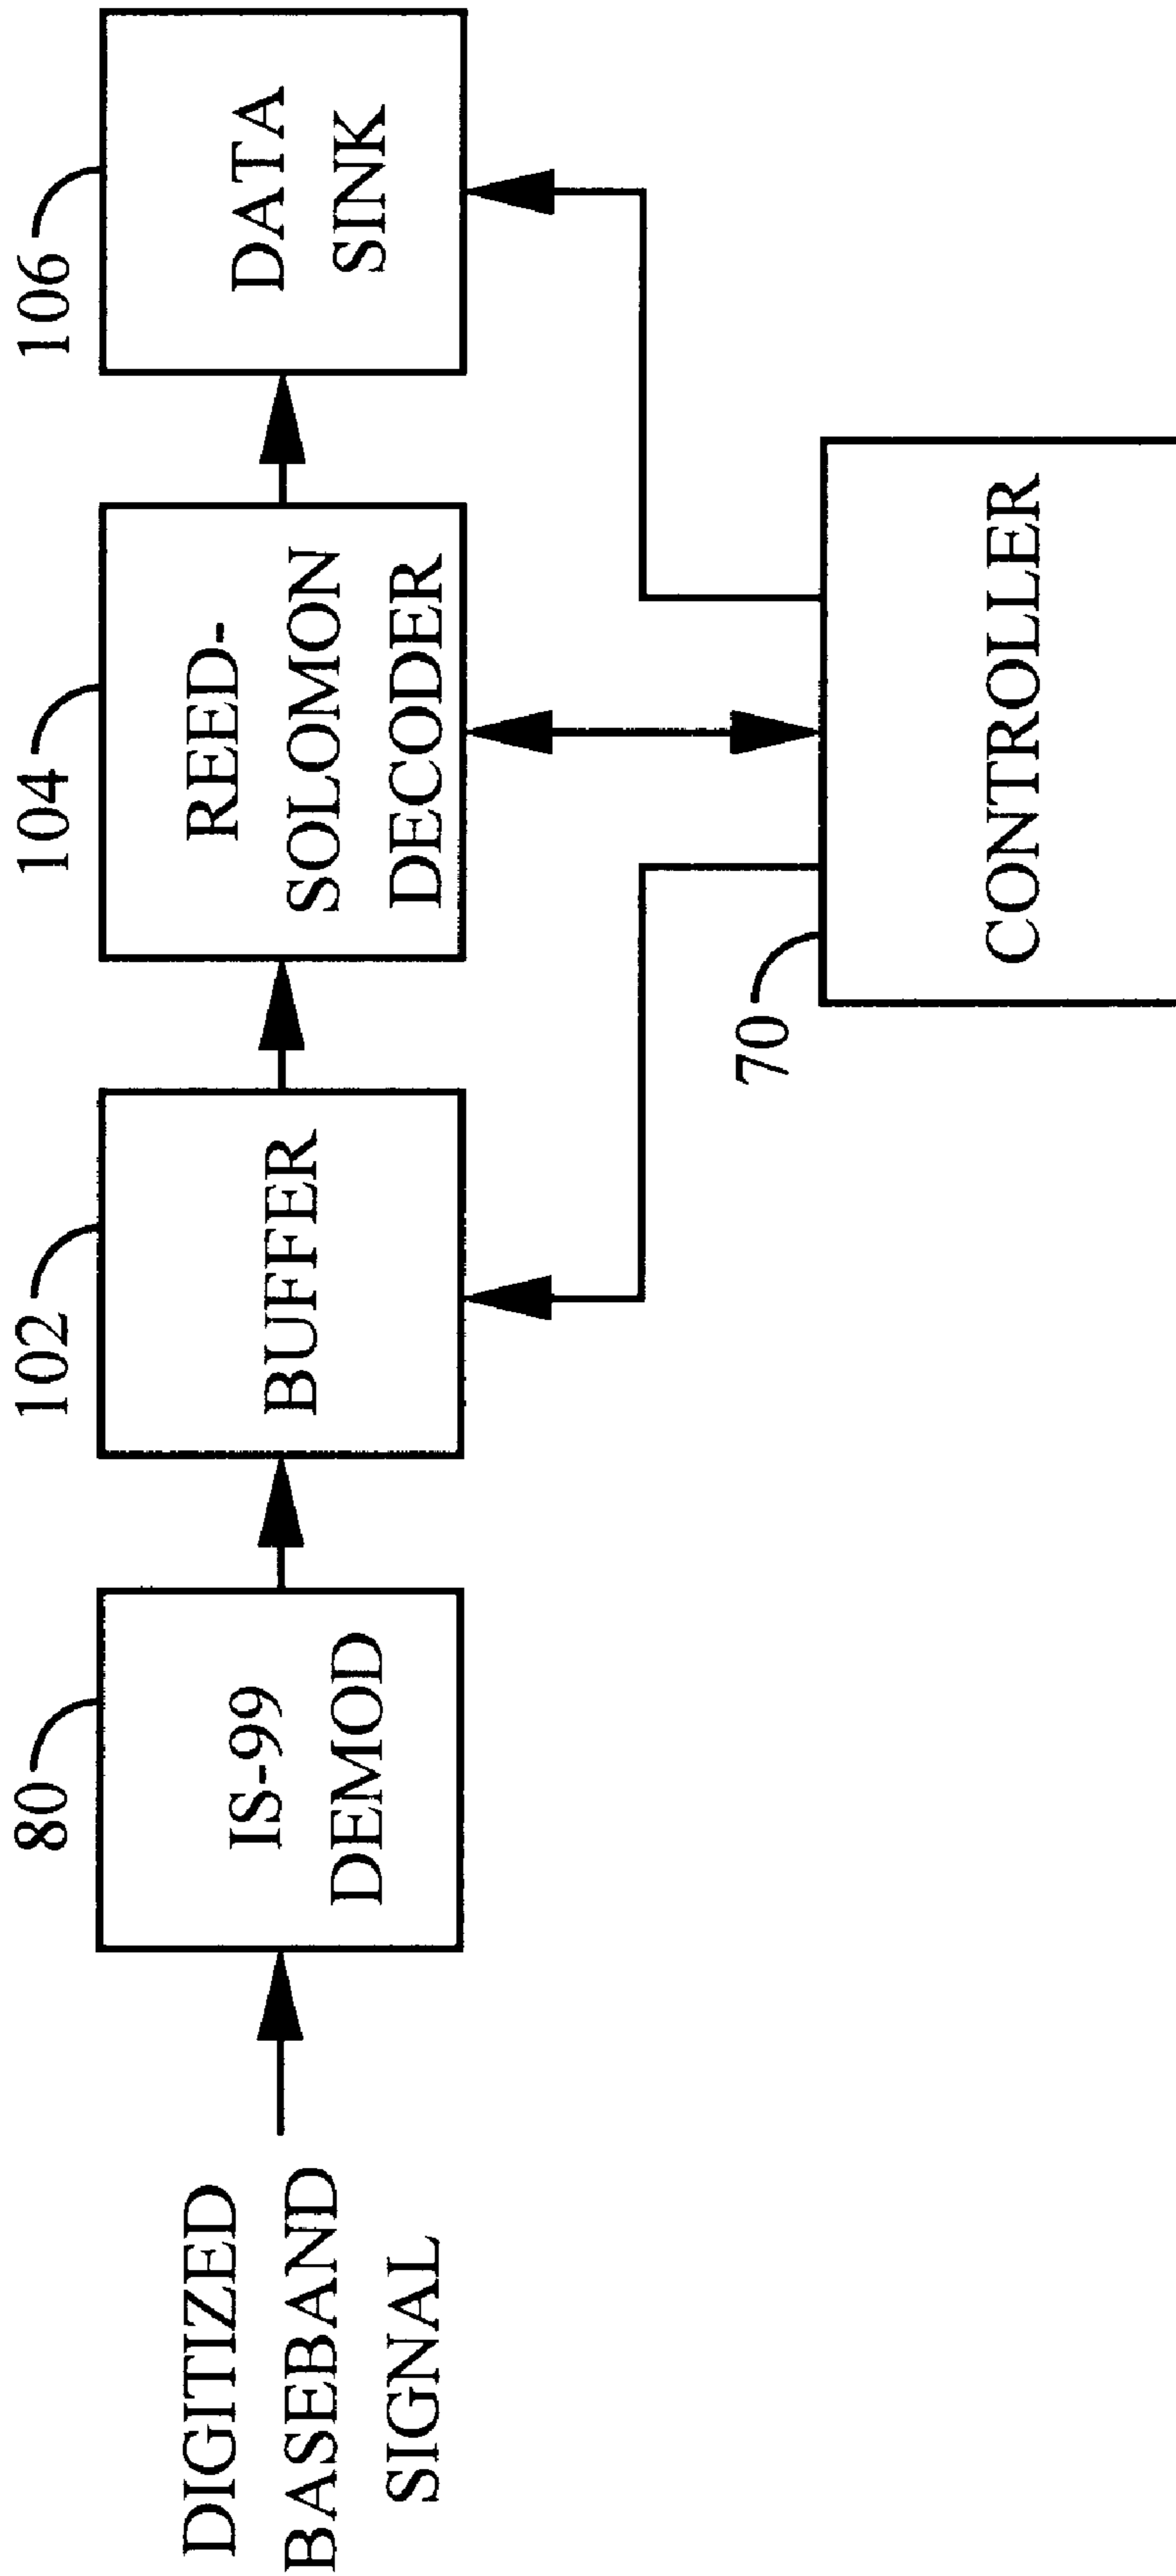 DIGITIZED
BASEBAND
SIGNAL
80
IS-99
DEMOD
102
BUFFER
104
REED-
SOLOMON
DECODER
106
DATA
SINK
70
CONTROLLER